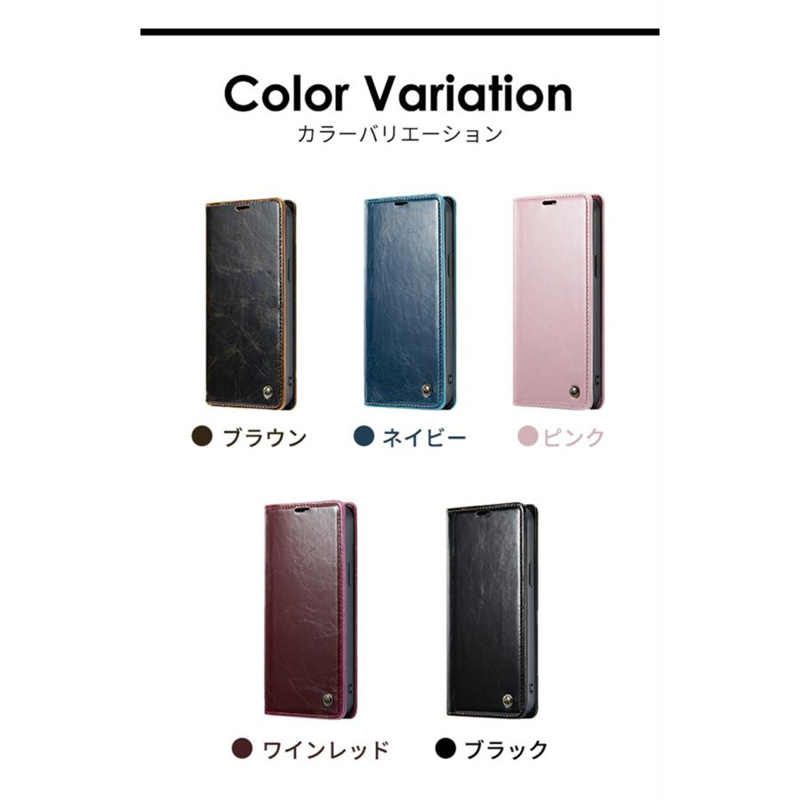 Color Variation
カラーバリエーション
ブラウン
ネイビー
ピンク
ワインレッド
ブラック